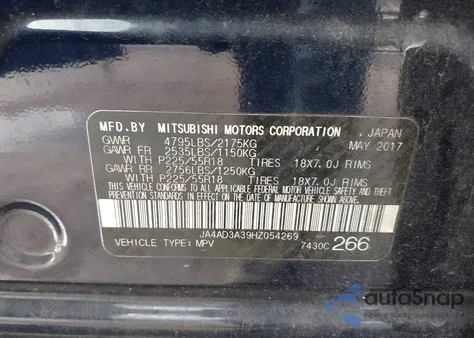 MFD.BY MITSUBISHI MOTORS CORPORATION JAPAN
GVWR 4795LBS/2175KG MAY 2017
GAWR FR 2535LBS/1150KG
W/ P225/55R18 TIRES 18X7.0J RIMS
GAWR RR 2756LBS/1250KG
W/ P225/55R18 TIRES 18X7.0J RIMS
THIS VEHICLE CONFORMS TO ALL APPLICABLE FEDERAL MOTOR VEHICLE SAFETY AND THEFT
PREVENTION STANDARDS IN EFFECT ON THE DATE OF MANUFACTURE SHOWN ABOVE.
JA4AD3A39HZ054269
VEHICLE TYPE: MPV 7430C 266
autoSnap